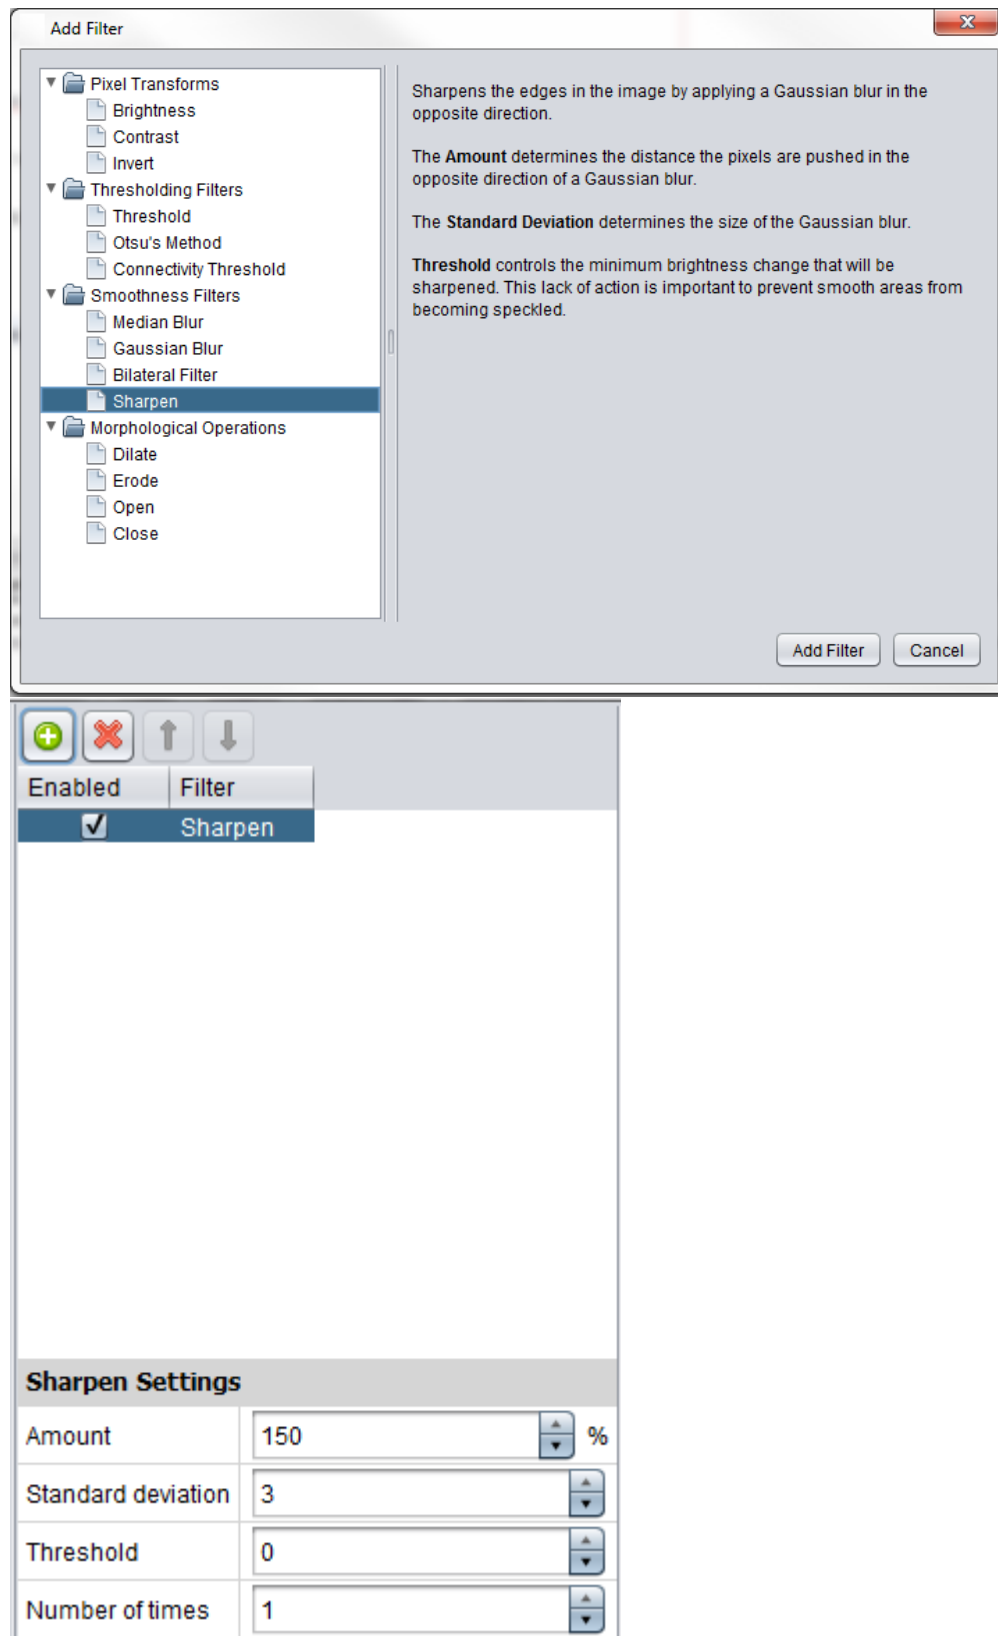 Add Filter
Pixel Transforms
Brightness
Contrast
Invert
Thresholding Filters
Threshold
Otsu's Method
Connectivity Threshold
Smoothness Filters
Median Blur
Gaussian Blur
Bilateral Filter
Sharpen
Morphological Operations
Dilate
Erode
Open
Close
Sharpens the edges in the image by applying a Gaussian blur in the
opposite direction.
The Amount determines the distance the pixels are pushed in the
opposite direction of a Gaussian blur.
The Standard Deviation determines the size of the Gaussian blur.
Threshold controls the minimum brightness change that will be
sharpened. This lack of action is important to prevent smooth areas from
becoming speckled.
Add Filter Cancel
Enabled Filter
Sharpen
Sharpen Settings
Amount 150 %
Standard deviation 3
Threshold 0
Number of times 1